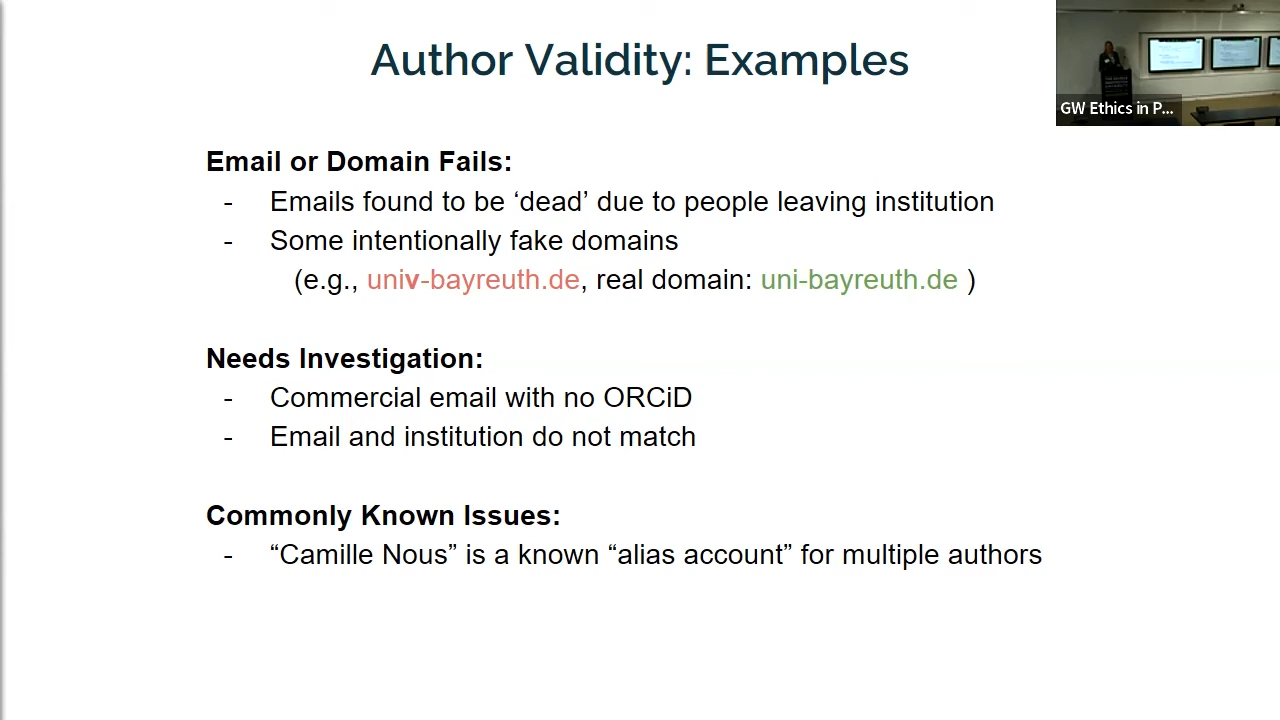 Author Validity: Examples
GW Ethics in P...
Email or Domain Fails:
- Emails found to be ‘dead’ due to people leaving institution
- Some intentionally fake domains
(e.g., univ-bayreuth.de, real domain: uni-bayreuth.de )
Needs Investigation:
- Commercial email with no ORCiD
- Email and institution do not match
Commonly Known Issues:
- “Camille Nous” is a known “alias account” for multiple authors